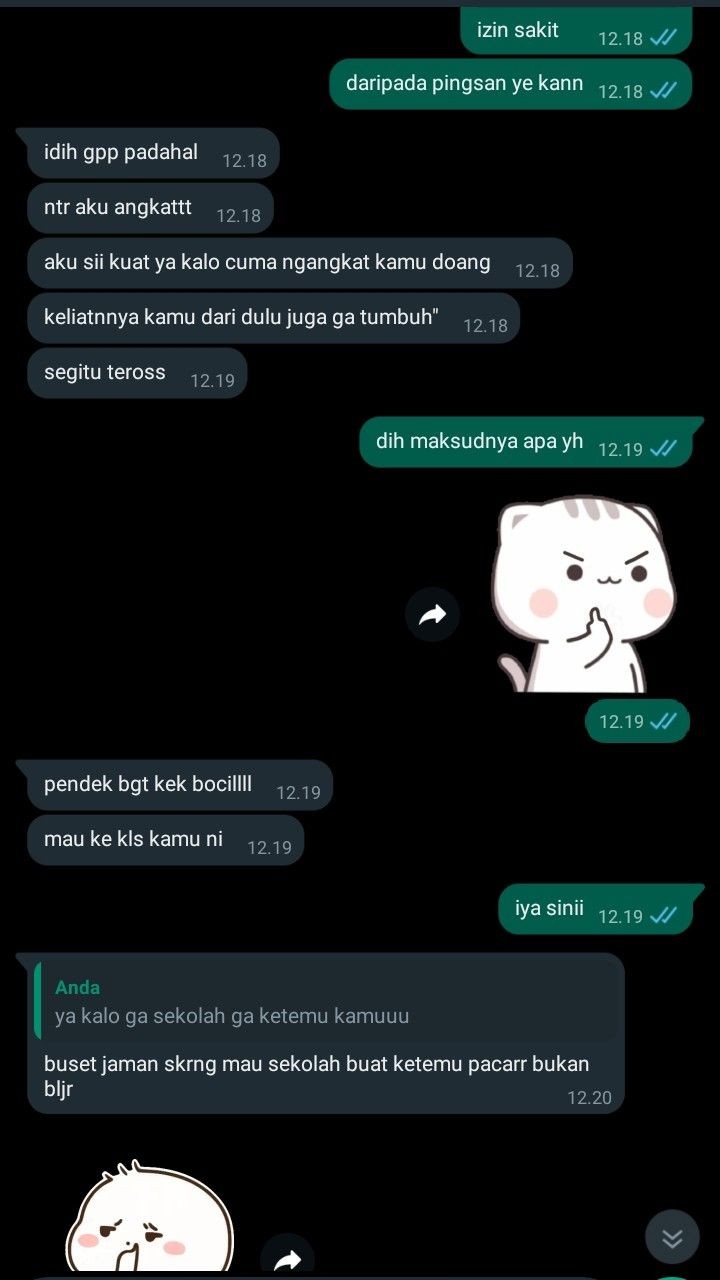 izin sakit 12.18
daripada pingsan ye kann 12.18
idih gpp padahal 12.18
ntr aku angkattt 12.18
aku sii kuat ya kalo cuma ngangkat kamu doang 12.18
keliatnnya kamu dari dulu juga ga tumbuh" 12.18
segitu teross 12.19
dih maksudnya apa yh 12.19
12.19
pendek bgt kek bocillll 12.19
mau ke kls kamu ni 12.19
iya sinii 12.19
Anda
ya kalo ga sekolah ga ketemu kamuuu
buset jaman skrng mau sekolah buat ketemu pacarr bukan
bljr 12.20